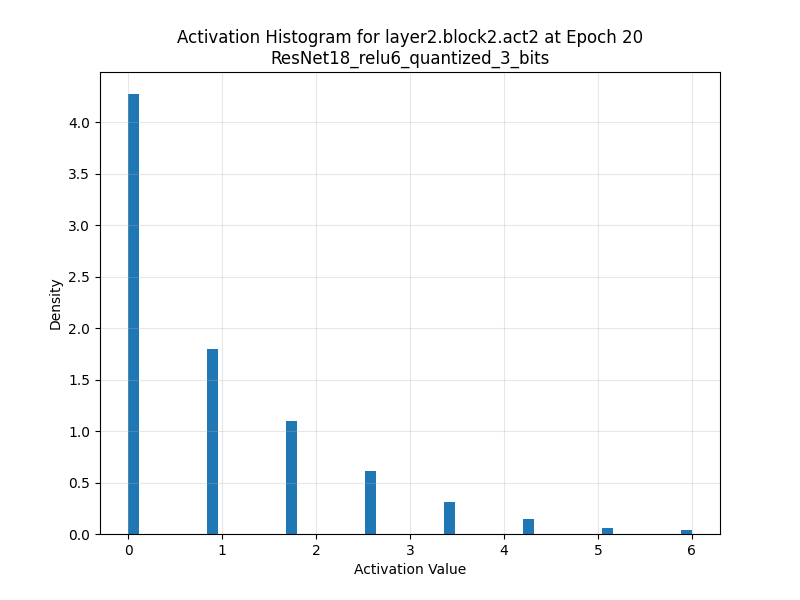 Activation Histogram for layer2.block2.act2 at Epoch 20
ResNet18_relu6_quantized_3_bits
4.0
3.5
3.0
2.5
2.0
1.5
1.0
0.5
0.0
Density
0 1 2 3 4 5 6
Activation Value